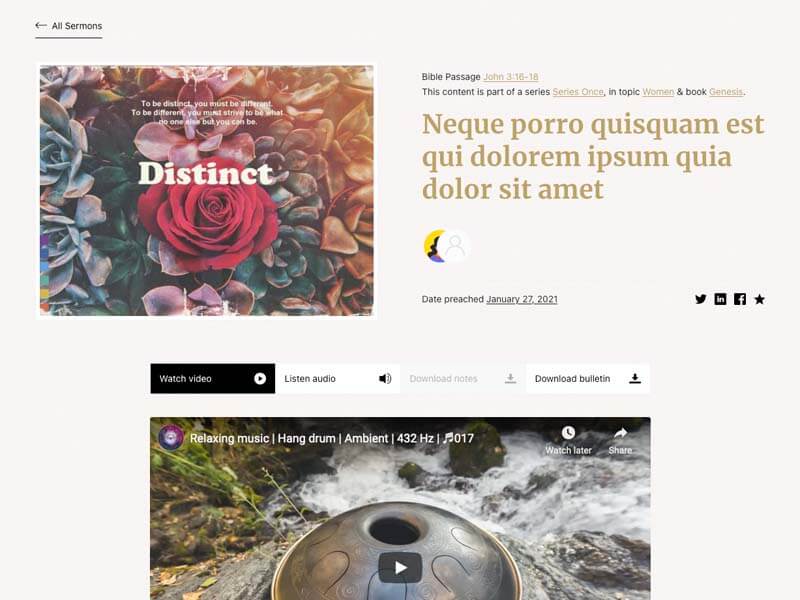 ← All Sermons
To be distinct, you must be different.
To be different, you must strive to be what
no one else but you can be.
Distinct
Bible Passage John 3:16-18
This content is part of a series Series Once, in topic Women & book Genesis.
Neque porro quisquam est
qui dolorem ipsum quia
dolor sit amet
Date preached January 27, 2021
Watch video
Listen audio
Download notes
Download bulletin
Relaxing music | Hang drum | Ambient | 432 Hz | 🎵017
Watch later
Share